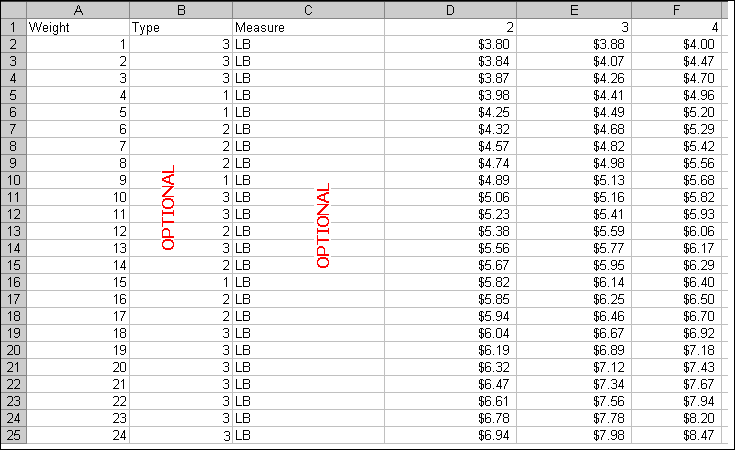 A B C D E F
1 Weight Type Measure 2 3 4
2 1 3 LB $3.80 $3.88 $4.00
3 2 3 LB $3.84 $4.07 $4.47
4 3 3 LB $3.87 $4.26 $4.70
5 4 1 LB $3.98 $4.41 $4.96
6 5 1 LB $4.25 $4.49 $5.20
7 6 2 LB $4.32 $4.68 $5.29
8 7 2 LB $4.57 $4.82 $5.42
9 8 2 LB $4.74 $4.98 $5.56
10 9 1 LB $4.89 $5.13 $5.68
11 10 3 LB $5.06 $5.16 $5.82
12 11 3 LB $5.23 $5.41 $5.93
13 12 2 LB $5.38 $5.59 $6.06
14 13 3 LB $5.56 $5.77 $6.17
15 14 2 LB $5.67 $5.95 $6.29
16 15 1 LB $5.82 $6.14 $6.40
17 16 2 LB $5.85 $6.25 $6.50
18 17 2 LB $5.94 $6.46 $6.70
19 18 3 LB $6.04 $6.67 $6.92
20 19 3 LB $6.19 $6.89 $7.18
21 20 3 LB $6.32 $7.12 $7.43
22 21 3 LB $6.47 $7.34 $7.67
23 22 3 LB $6.61 $7.56 $7.94
24 23 3 LB $6.78 $7.78 $8.20
25 24 3 LB $6.94 $7.98 $8.47
OPTIONAL
OPTIONAL